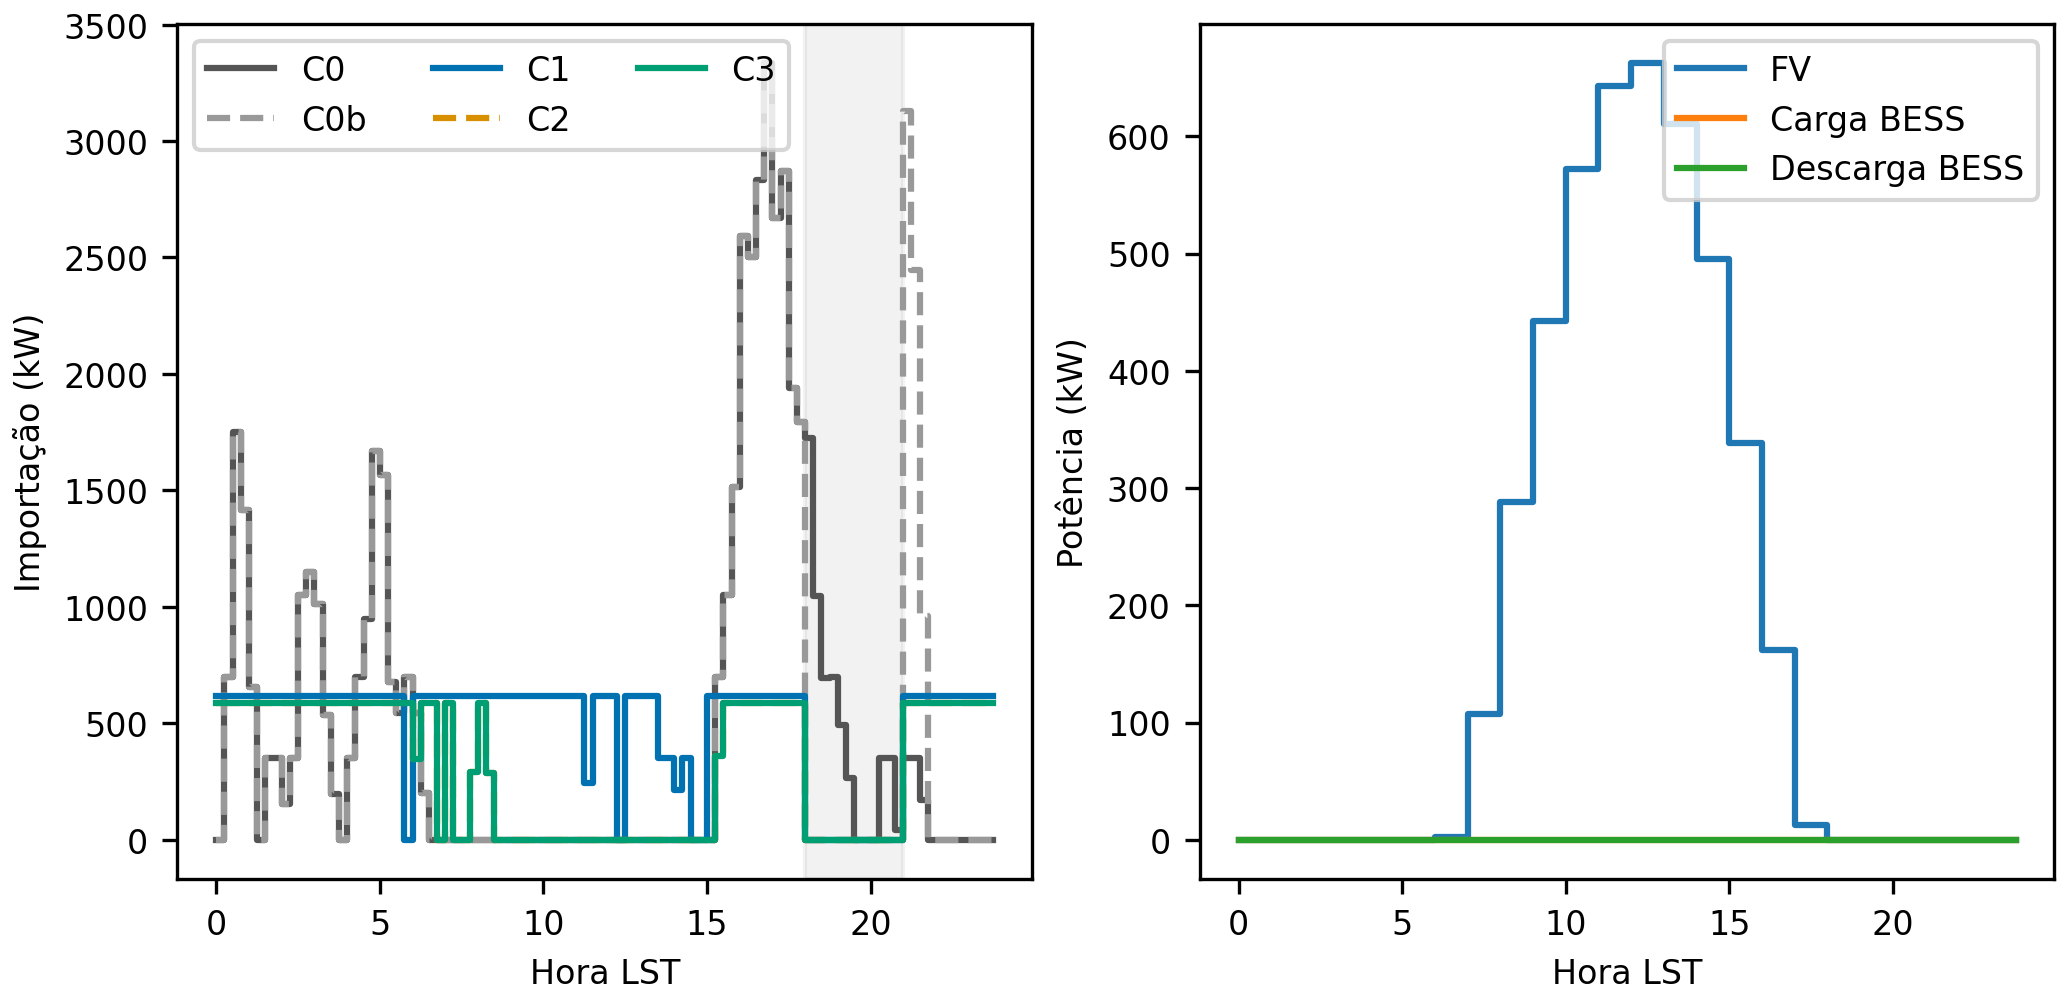 3500
3000
2500
2000
1500
1000
500
0
Importação (kW)
0 5 10 15 20
Hora LST
C0 C1 C3
C0b C2
600
500
400
300
200
100
0
Potência (kW)
0 5 10 15 20
Hora LST
FV
Carga BESS
Descarga BESS